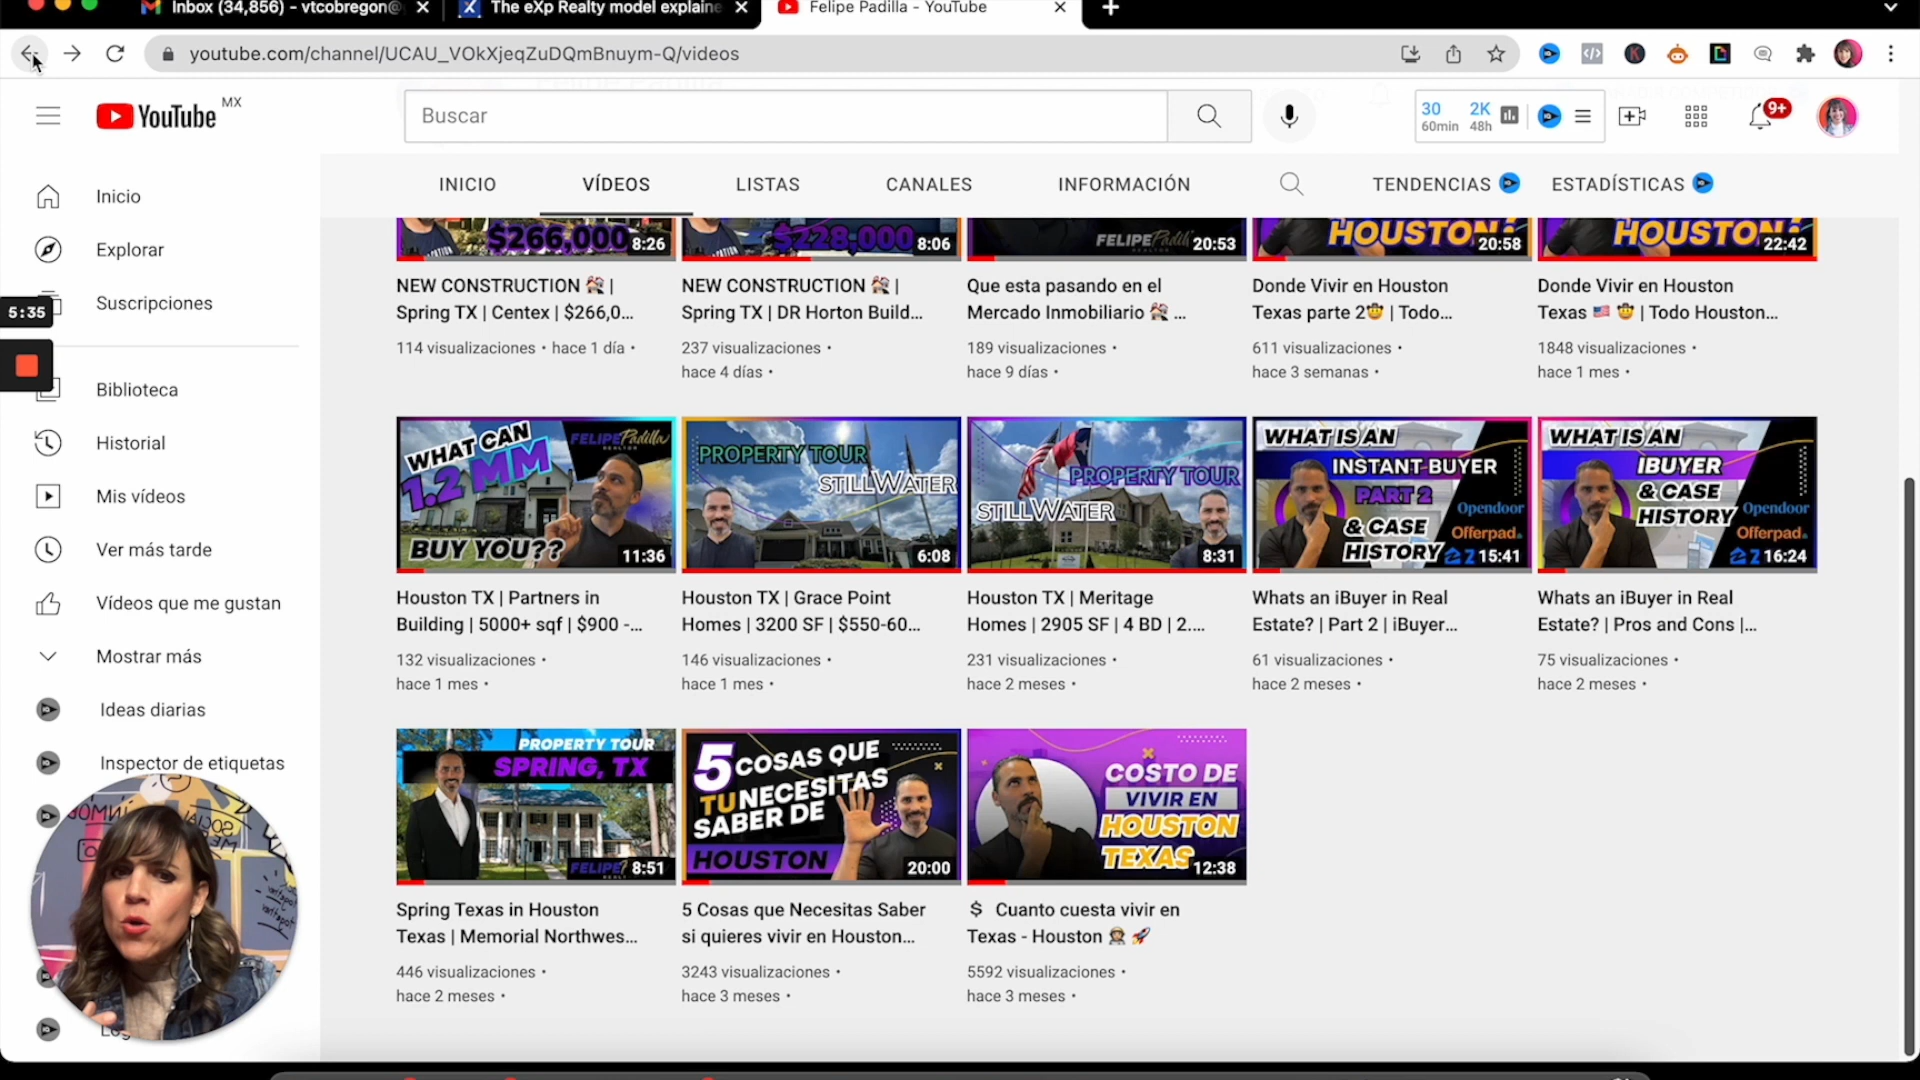 Inbox (34,856) - vtcobregon@
The eXp Realty model explaine
Felipe Padilla - YouTube
youtube.com/channel/UCAU_VOkXjeqZuDQmBnuym-Q/videos
YouTube MX
Buscar
30
60min
2K
48h
9+
INICIO
VÍDEOS
LISTAS
CANALES
INFORMACIÓN
TENDENCIAS
ESTADÍSTICAS
Inicio
Explorar
Suscripciones
5:35
Biblioteca
Historial
Mis vídeos
Ver más tarde
Vídeos que me gustan
Mostrar más
Ideas diarias
Inspector de etiquetas
$266,000
8:26
NEW CONSTRUCTION |
Spring TX | Centex | $266,0...
114 visualizaciones • hace 1 día •
$228,000
8:06
NEW CONSTRUCTION |
Spring TX | DR Horton Build...
237 visualizaciones •
hace 4 días •
FELIPE Padilla
20:53
Que esta pasando en el
Mercado Inmobiliario ...
189 visualizaciones •
hace 9 días •
HOUSTON?
20:58
Donde Vivir en Houston
Texas parte 2 | Todo...
611 visualizaciones •
hace 3 semanas •
HOUSTON?
22:42
Donde Vivir en Houston
Texas | Todo Houston...
1848 visualizaciones •
hace 1 mes •
WHAT CAN
1.2 MM
BUY YOU??
FELIPE Padilla
REALTOR
11:36
Houston TX | Partners in
Building | 5000+ sqf | $900 -...
132 visualizaciones •
hace 1 mes •
PROPERTY TOUR
STILLWATER
6:08
Houston TX | Grace Point
Homes | 3200 SF | $550-60...
146 visualizaciones •
hace 1 mes •
PROPERTY TOUR
STILLWATER
8:31
Houston TX | Meritage
Homes | 2905 SF | 4 BD | 2....
231 visualizaciones •
hace 2 meses •
WHAT IS AN
INSTANT BUYER
PART 2
& CASE
HISTORY
Opendoor
Offerpad.
15:41
Whats an iBuyer in Real
Estate? | Part 2 | iBuyer...
61 visualizaciones •
hace 2 meses •
WHAT IS AN
IBUYER
& CASE
HISTORY
Opendoor
Offerpad.
16:24
Whats an iBuyer in Real
Estate? | Pros and Cons |...
75 visualizaciones •
hace 2 meses •
PROPERTY TOUR
SPRING, TX
FELIPE
8:51
Spring Texas in Houston
Texas | Memorial Northwes...
446 visualizaciones •
hace 2 meses •
5 COSAS QUE
TU NECESITAS
SABER DE
HOUSTON
20:00
5 Cosas que Necesitas Saber
si quieres vivir en Houston...
3243 visualizaciones •
hace 3 meses •
COSTO DE
VIVIR EN
HOUSTON
TEXAS
12:38
$ Cuanto cuesta vivir en
Texas - Houston
5592 visualizaciones •
hace 3 meses •